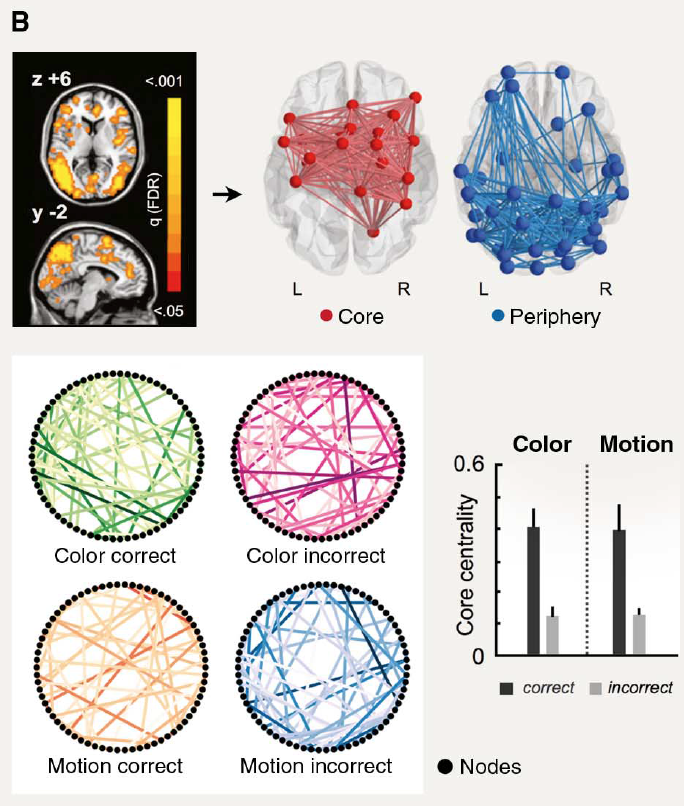 B
z +6
<.001
y -2
q (FDR)
<.05
L R
L R
Core
Periphery
Color correct
Color incorrect
Motion correct
Motion incorrect
Color Motion
0.6
Core centrality
0
correct incorrect
Nodes